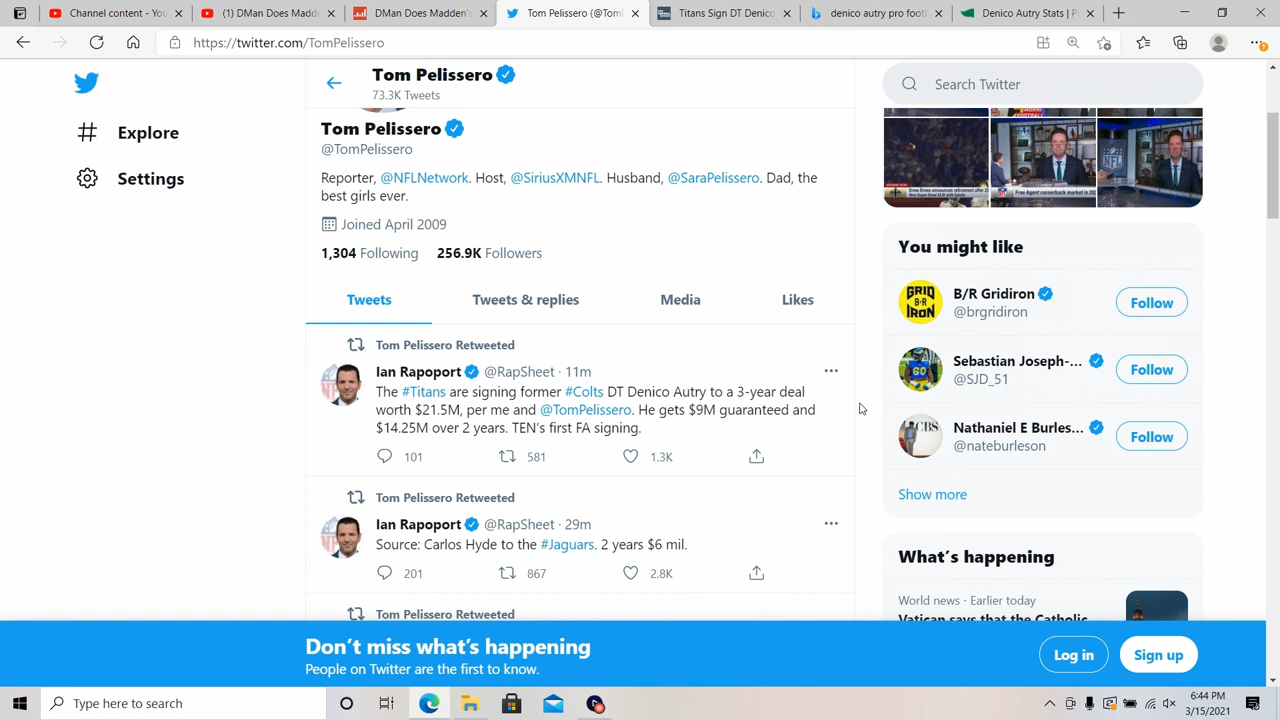 Channel content - You
DMan Does Madden
DMan Does Madden's
Tom Pelissero (@Tom
Titans Sign DT Denico
denico autry pro footl
Denico Autry Stats | P
https://twitter.com/TomPelissero
Tom Pelissero
73.3K Tweets
Search Twitter
Explore
Settings
Tom Pelissero
@TomPelissero
Reporter, @NFLNetwork. Host, @SiriusXMNFL. Husband, @SaraPelissero. Dad, the
best girls ever.
Joined April 2009
1,304 Following 256.9K Followers
Tweets
Tweets & replies
Media
Likes
Tom Pelissero Retweeted
Ian Rapoport @RapSheet · 11m
The #Titans are signing former #Colts DT Denico Autry to a 3-year deal
worth $21.5M, per me and @TomPelissero. He gets $9M guaranteed and
$14.25M over 2 years. TEN's first FA signing.
101
581
1.3K
Tom Pelissero Retweeted
Ian Rapoport @RapSheet · 29m
Source: Carlos Hyde to the #Jaguars. 2 years $6 mil.
201
867
2.8K
Tom Pelissero Retweeted
You might like
GRID
B/R
IRON
B/R Gridiron
@brgridiron
Follow
Sebastian Joseph-...
@SJD_51
Follow
CBS
Nathaniel E Burles...
@nateburleson
Follow
Show more
What's happening
World news · Earlier today
Vatican says that the Catholic
Don't miss what's happening
People on Twitter are the first to know.
Log in
Sign up
Type here to search
6:44 PM
3/15/2021